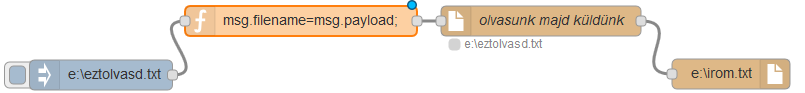 msg.filename=msg.payload;
olvasunk majd küldünk
e:\eztolvasd.txt
e:\eztolvasd.txt
e:\irom.txt